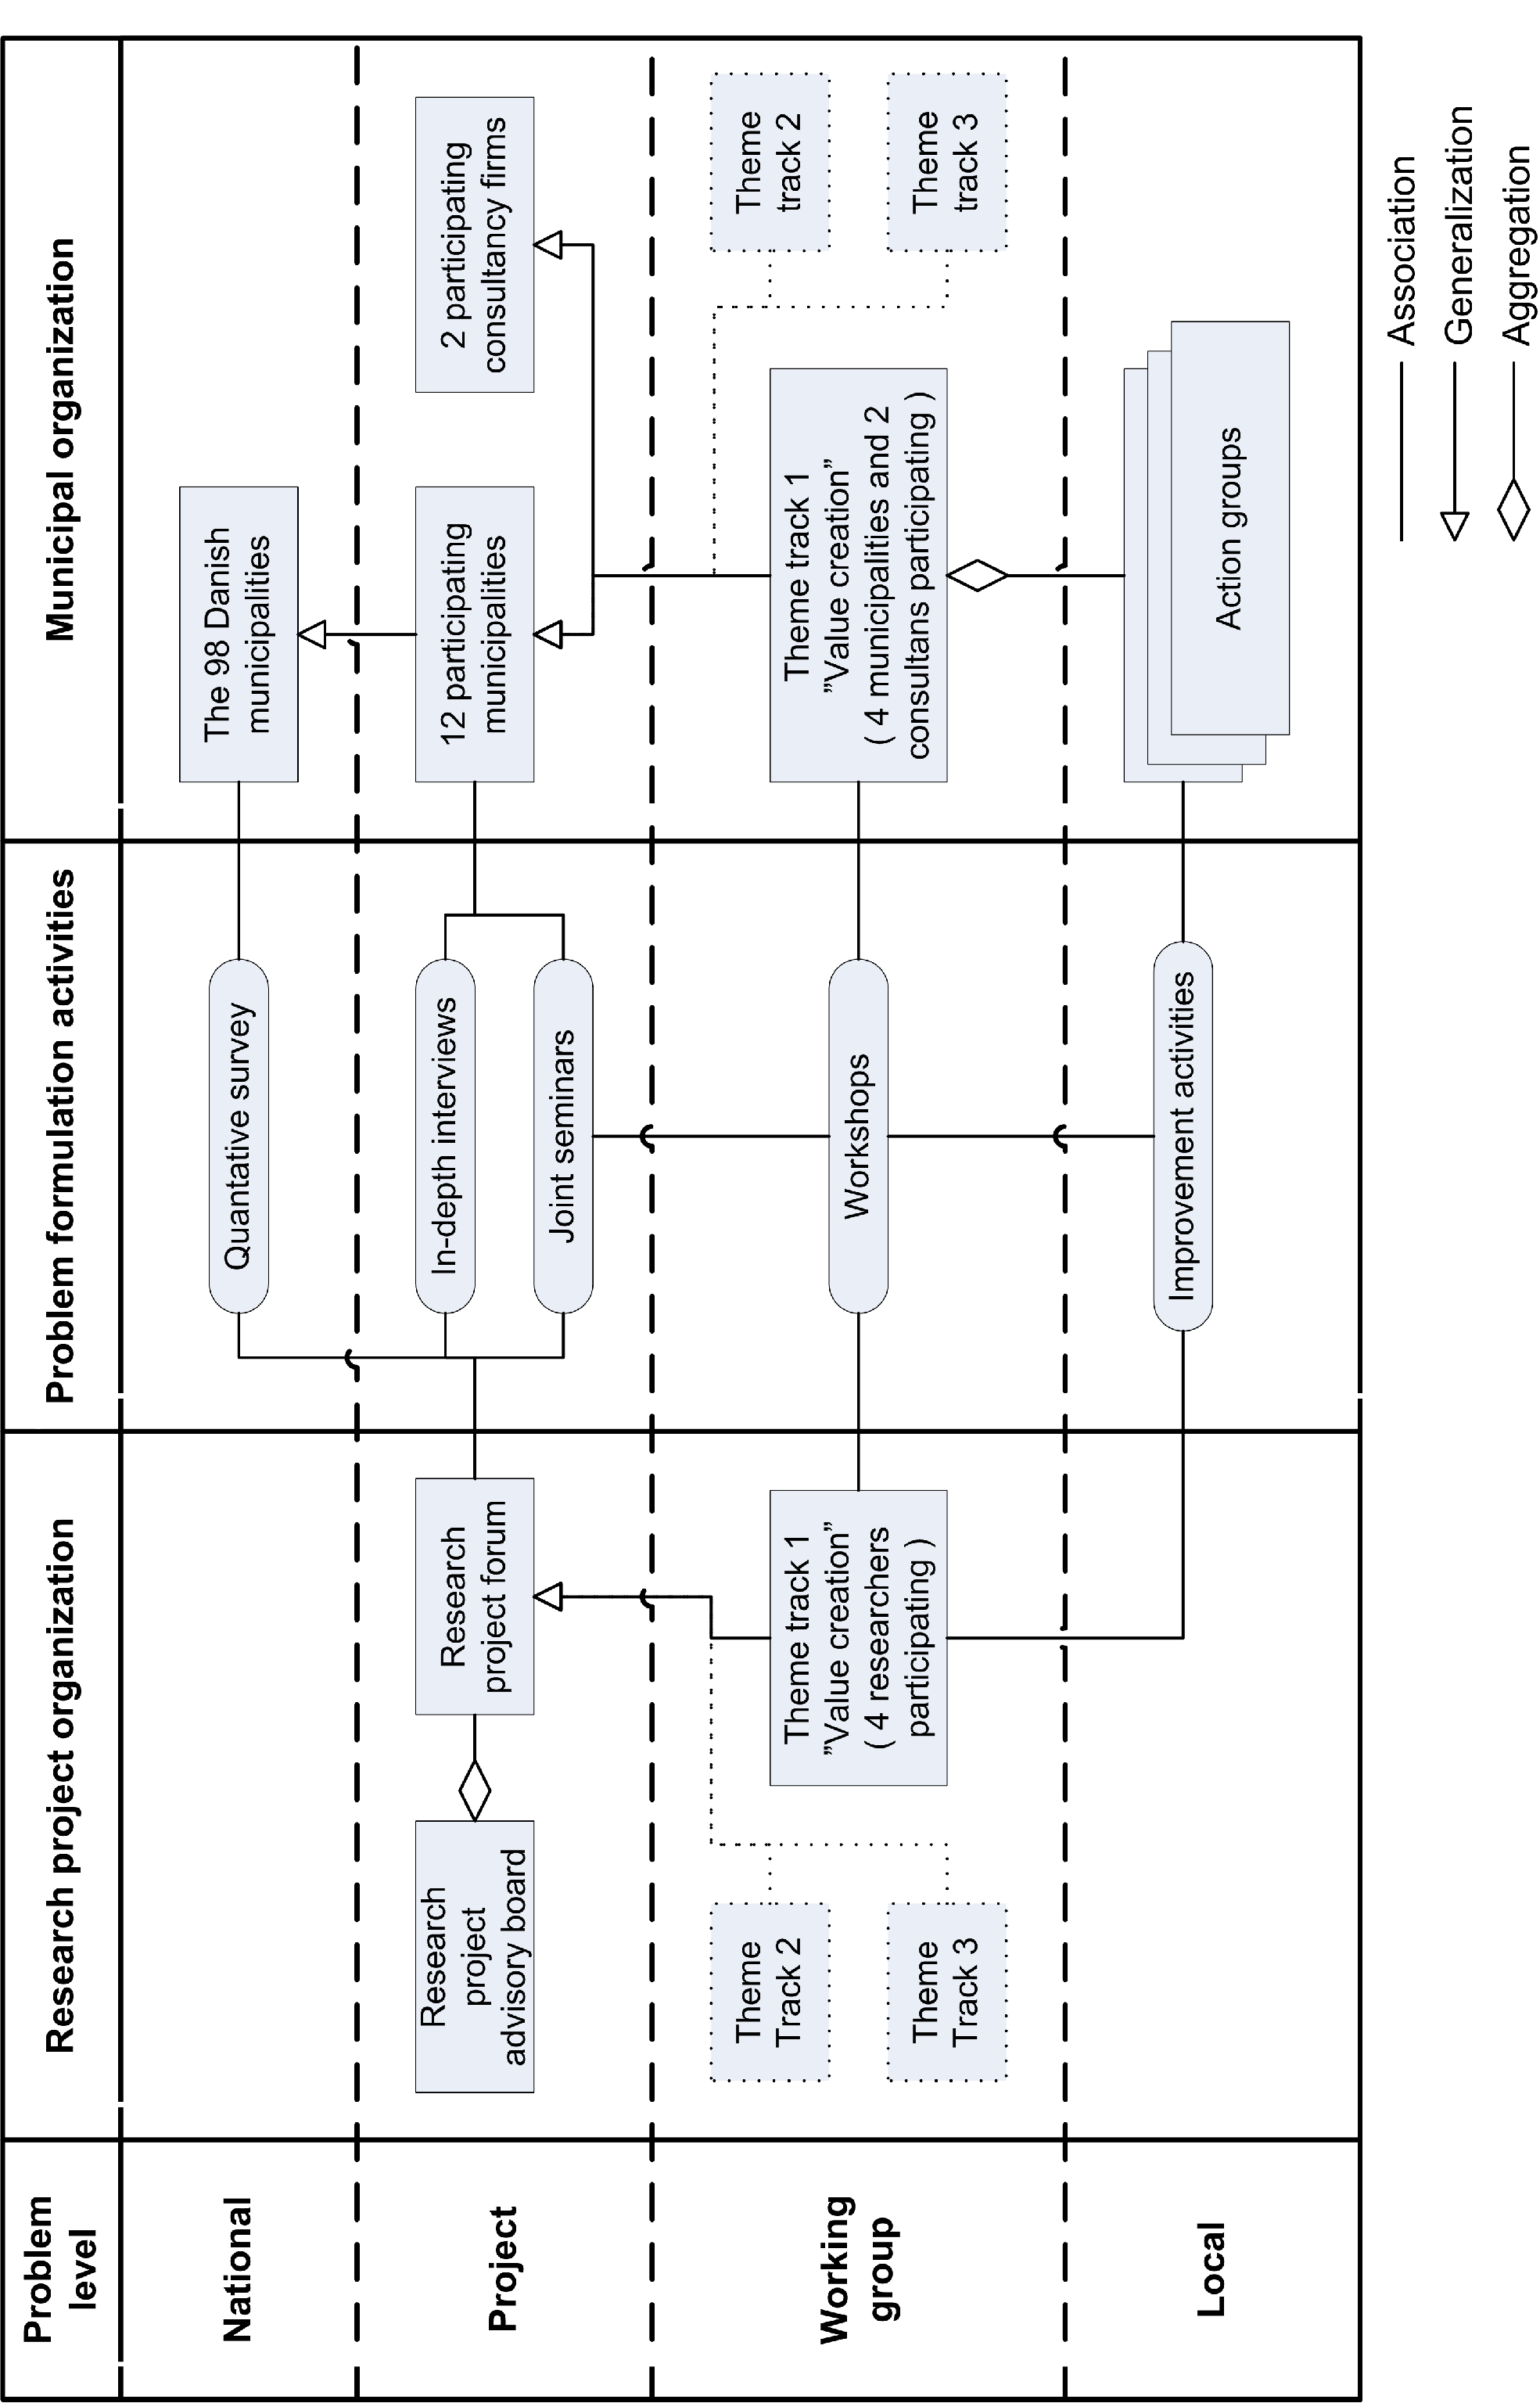 Problem
level
Research project organization
Problem formulation activities
Municipal organization
National
Quantative survey
The 98 Danish
municipalities
Project
Research
project
advisory board
Research
project forum
In-depth interviews
Joint seminars
12 participating
municipalities
2 participating
consultancy firms
Working
group
Theme
Track 2
Theme
Track 3
Theme track 1
”Value creation”
( 4 researchers
participating )
Workshops
Theme track 1
”Value creation”
( 4 municipalities and 2
consultans participating )
Theme
track 2
Theme
track 3
Local
Improvement activities
Action groups
Association
Generalization
Aggregation